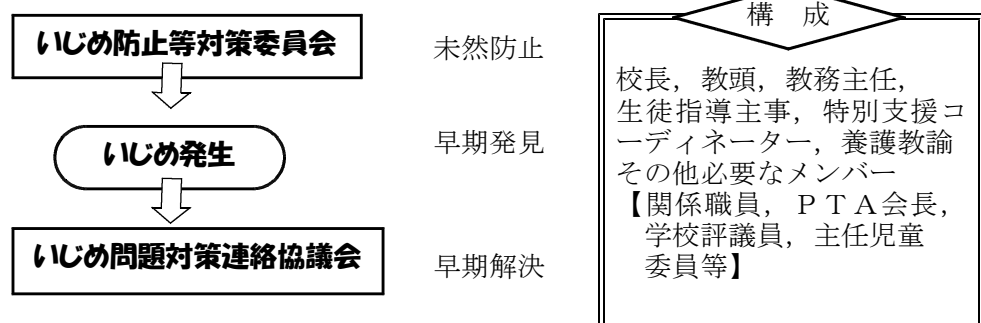 いじめ防止等対策委員会
未然防止
いじめ発生
早期発見
いじめ問題対策連絡協議会
早期解決
構 成
校長，教頭，教務主任，
生徒指導主事，特別支援コ
ーディネーター，養護教諭
その他必要なメンバー
【関係職員，ＰＴＡ会長，
学校評議員，主任児童
委員等】